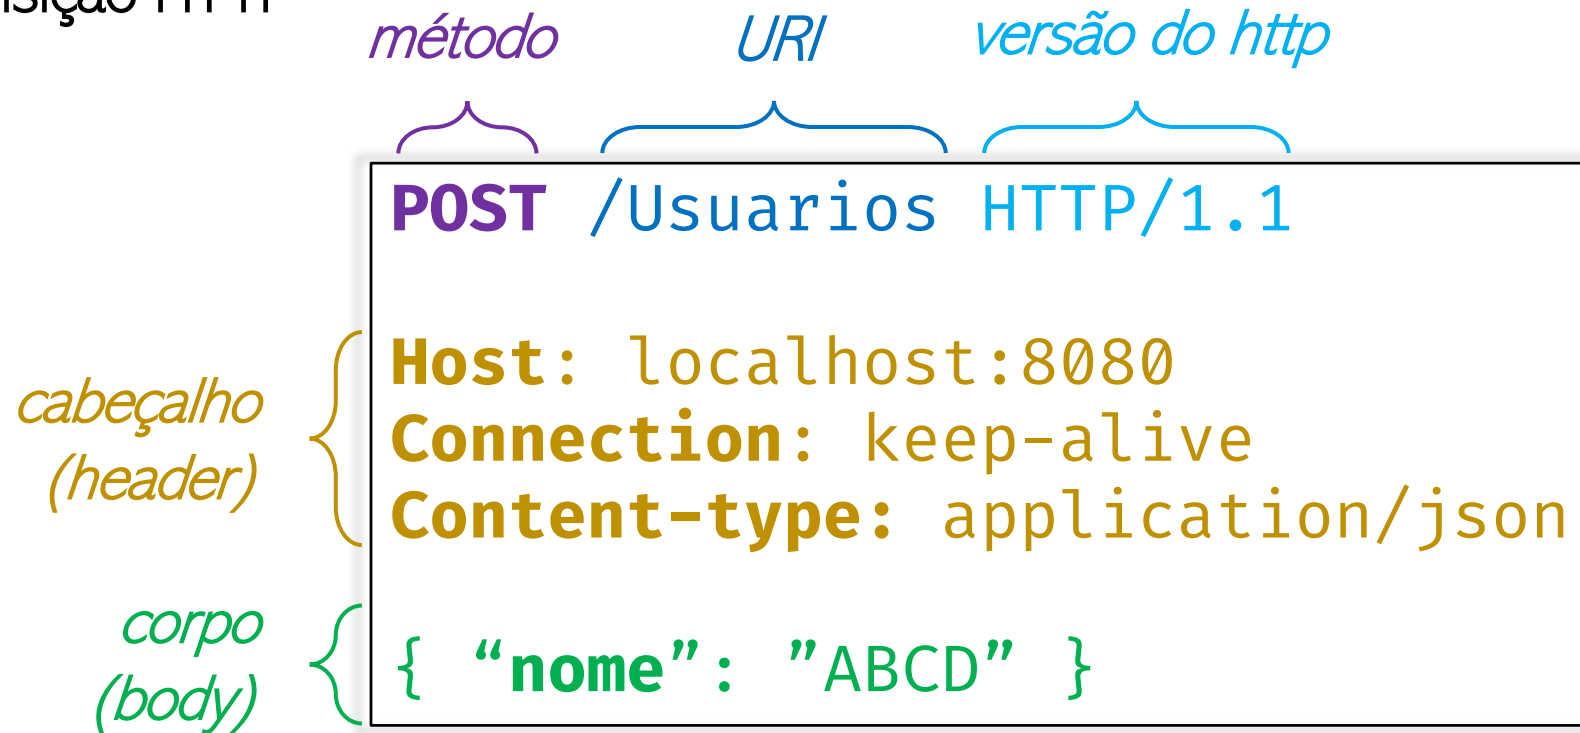 método URI versão do http
POST /Usuarios HTTP/1.1
cabeçalho
(header)
Host: localhost:8080
Connection: keep-alive
Content-type: application/json
corpo
(body)
{ “nome”: ”ABCD” }